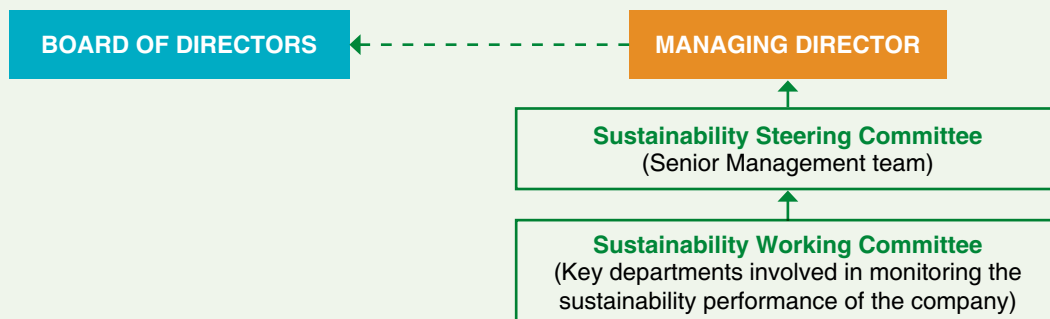 BOARD OF DIRECTORS
MANAGING DIRECTOR
Sustainability Steering Committee
(Senior Management team)
Sustainability Working Committee
(Key departments involved in monitoring the
sustainability performance of the company)